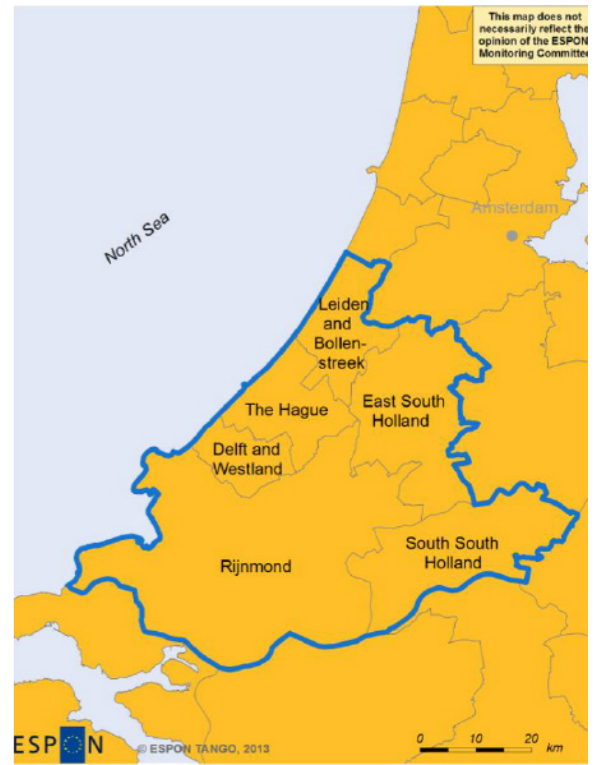 This map does not
necessarily reflect the
opinion of the ESPON
Monitoring Committee
Amsterdam
North Sea
Leiden
and
Bollen-
streek
The Hague
East South
Holland
Delft and
Westland
Rijnmond
South South
Holland
ESPON
© ESPON TANGO, 2013
0 10 20
km